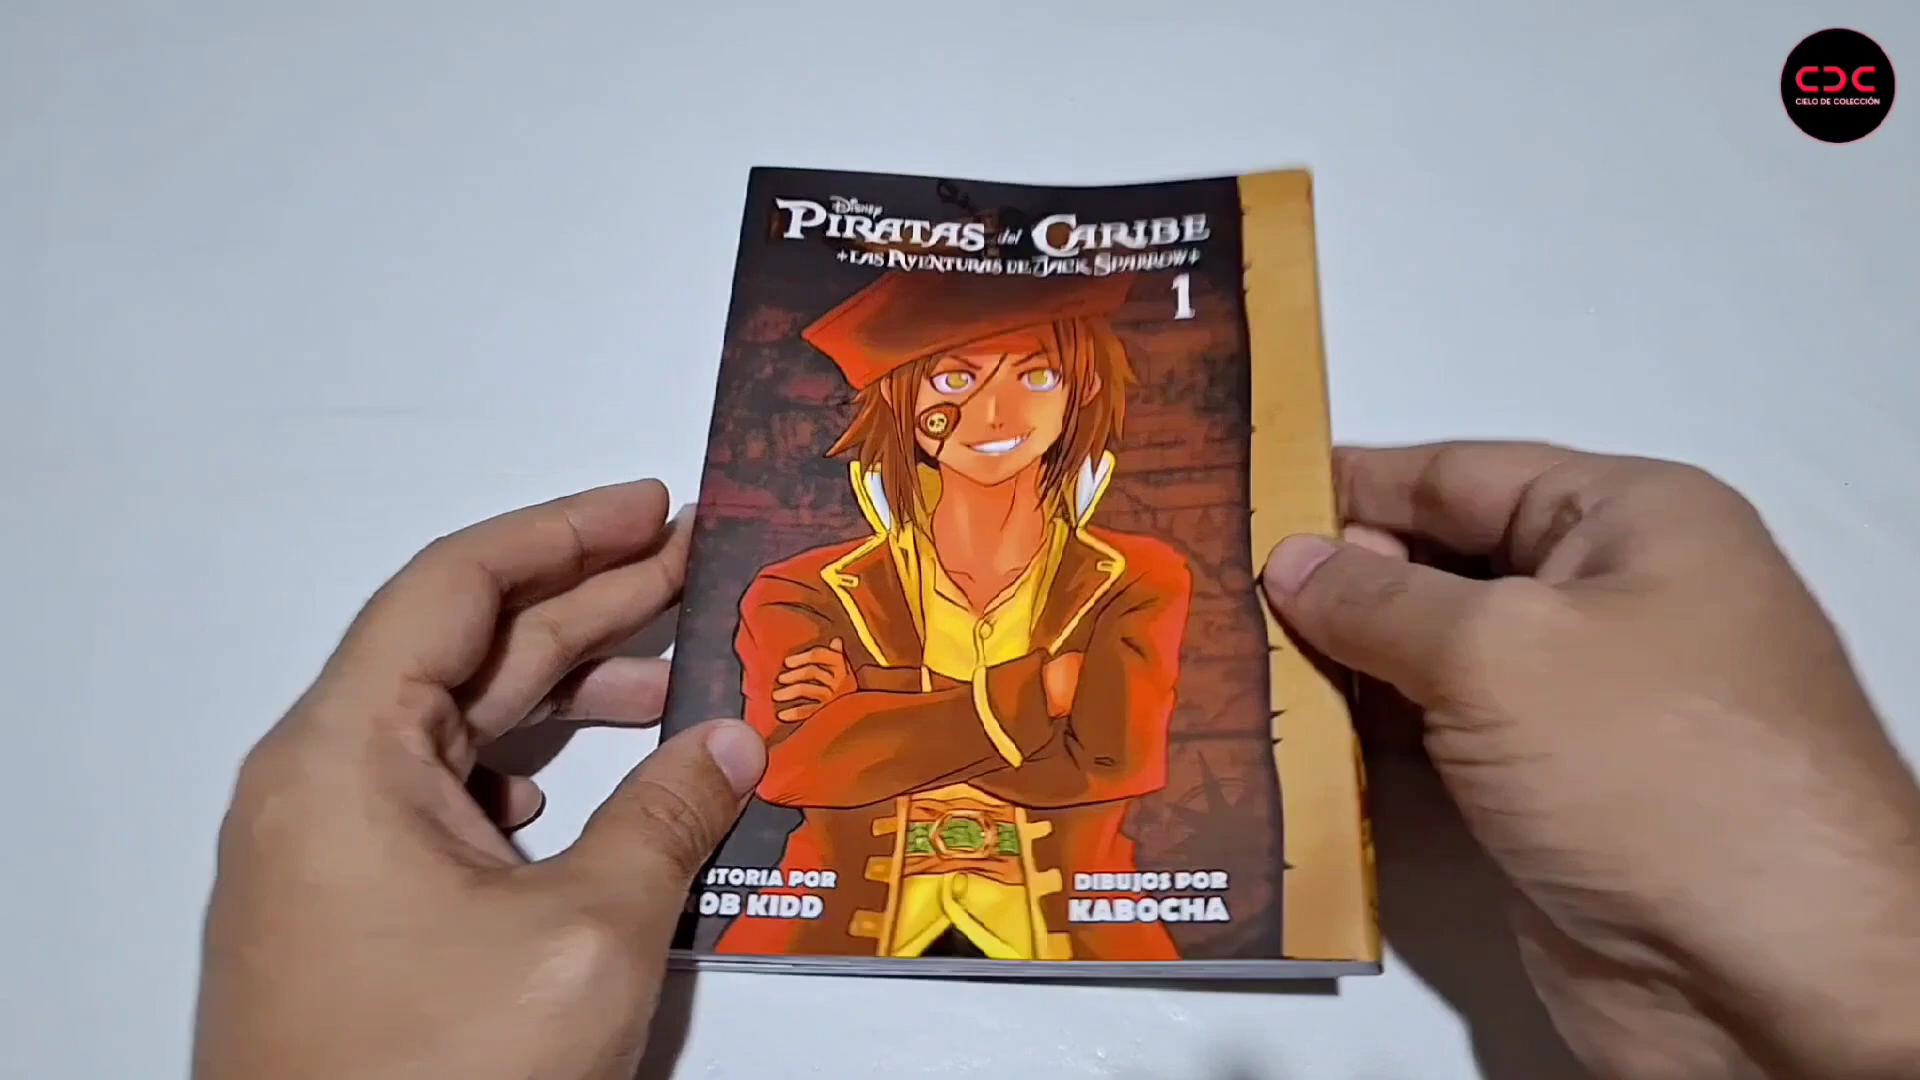 CDC
CIELO DE COLECCIÓN
DISNEY
PIRATAS del CARIBE
LAS AVENTURAS DE JACK SPARROW
1
STORIA POR
OB KIDD
DIBUJOS POR
KABOCHA